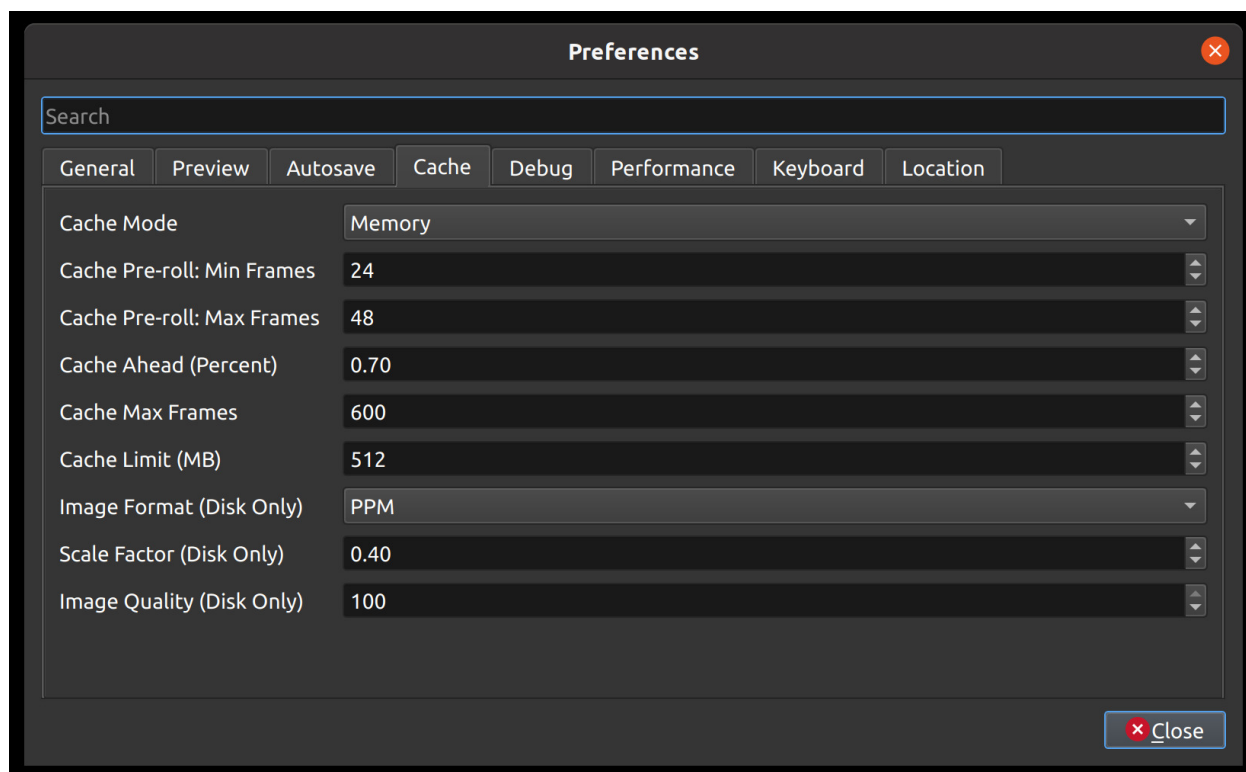 Preferences
Search
General Preview Autosave Cache Debug Performance Keyboard Location
Cache Mode Memory
Cache Pre-roll: Min Frames 24
Cache Pre-roll: Max Frames 48
Cache Ahead (Percent) 0.70
Cache Max Frames 600
Cache Limit (MB) 512
Image Format (Disk Only) PPM
Scale Factor (Disk Only) 0.40
Image Quality (Disk Only) 100
Close